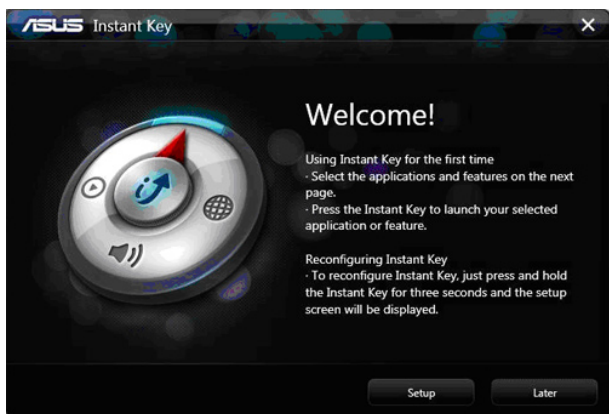 ASUS Instant Key
Welcome!
Using Instant Key for the first time
· Select the applications and features on the next
page.
· Press the Instant Key to launch your selected
application or feature.
Reconfiguring Instant Key
· To reconfigure Instant Key, just press and hold
the Instant Key for three seconds and the setup
screen will be displayed.
Setup Later